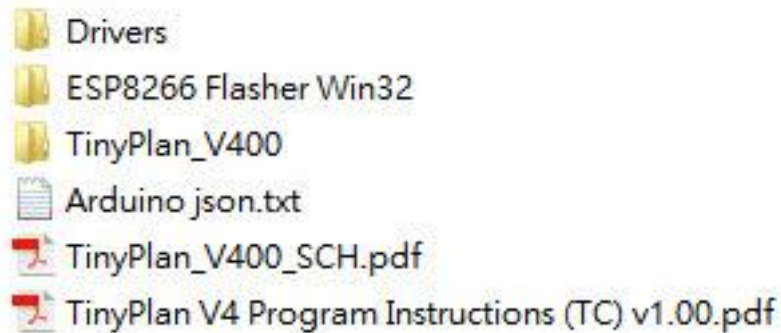 Drivers
ESP8266 Flasher Win32
TinyPlan_V400
Arduino json.txt
TinyPlan_V400_SCH.pdf
TinyPlan V4 Program Instructions (TC) v1.00.pdf